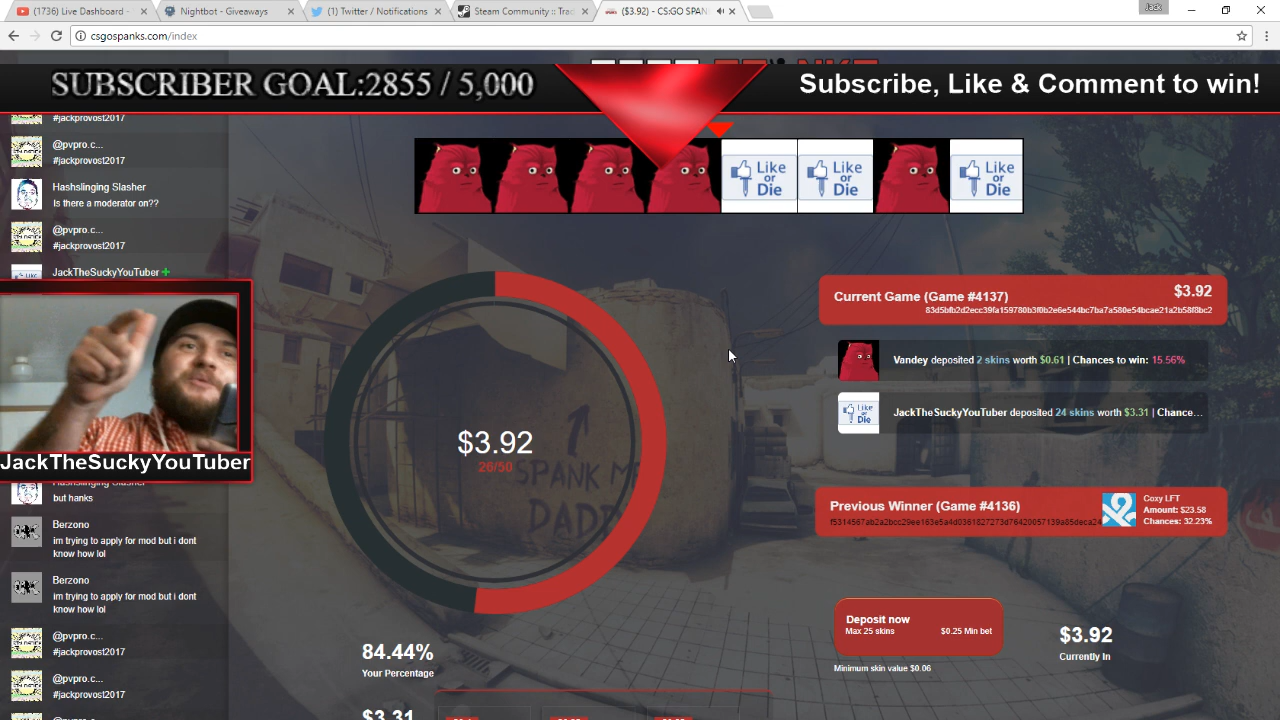 (1736) Live Dashboard -
Nightbot - Giveaways
(1) Twitter / Notifications
Steam Community :: Tra
($3.92) - CS:GO SPAN
Jack
csgospanks.com/index
SUBSCRIBER GOAL:2855 / 5,000
Subscribe, Like & Comment to win!
#jackprovost2017
@pvpro.c...
#jackprovost2017
Hashslinging Slasher
Is there a moderator on??
@pvpro.c...
#jackprovost2017
JackTheSuckyYouTuber +
JackTheSuckyYouTuber
Hashslinging Slasher
but hanks
Berzono
im trying to apply for mod but i dont
know how lol
Berzono
im trying to apply for mod but i dont
know how lol
@pvpro.c...
#jackprovost2017
@pvpro.c...
#jackprovost2017
Like
or
Die
Like
or
Die
Like
or
Die
$3.92
26/50
SPANK ME
DADD
84.44%
Your Percentage
$3.31
Current Game (Game #4137)
$3.92
Vandey deposited 2 skins worth $0.61 | Chances to win: 15.56%
Like
or
Die
JackTheSuckyYouTuber deposited 24 skins worth $3.31 | Chance...
Previous Winner (Game #4136)
Coxy LFT
Amount: $23.58
Chances: 32.23%
Deposit now
Max 25 skins
$0.25 Min bet
Minimum skin value $0.06
$3.92
Currently In